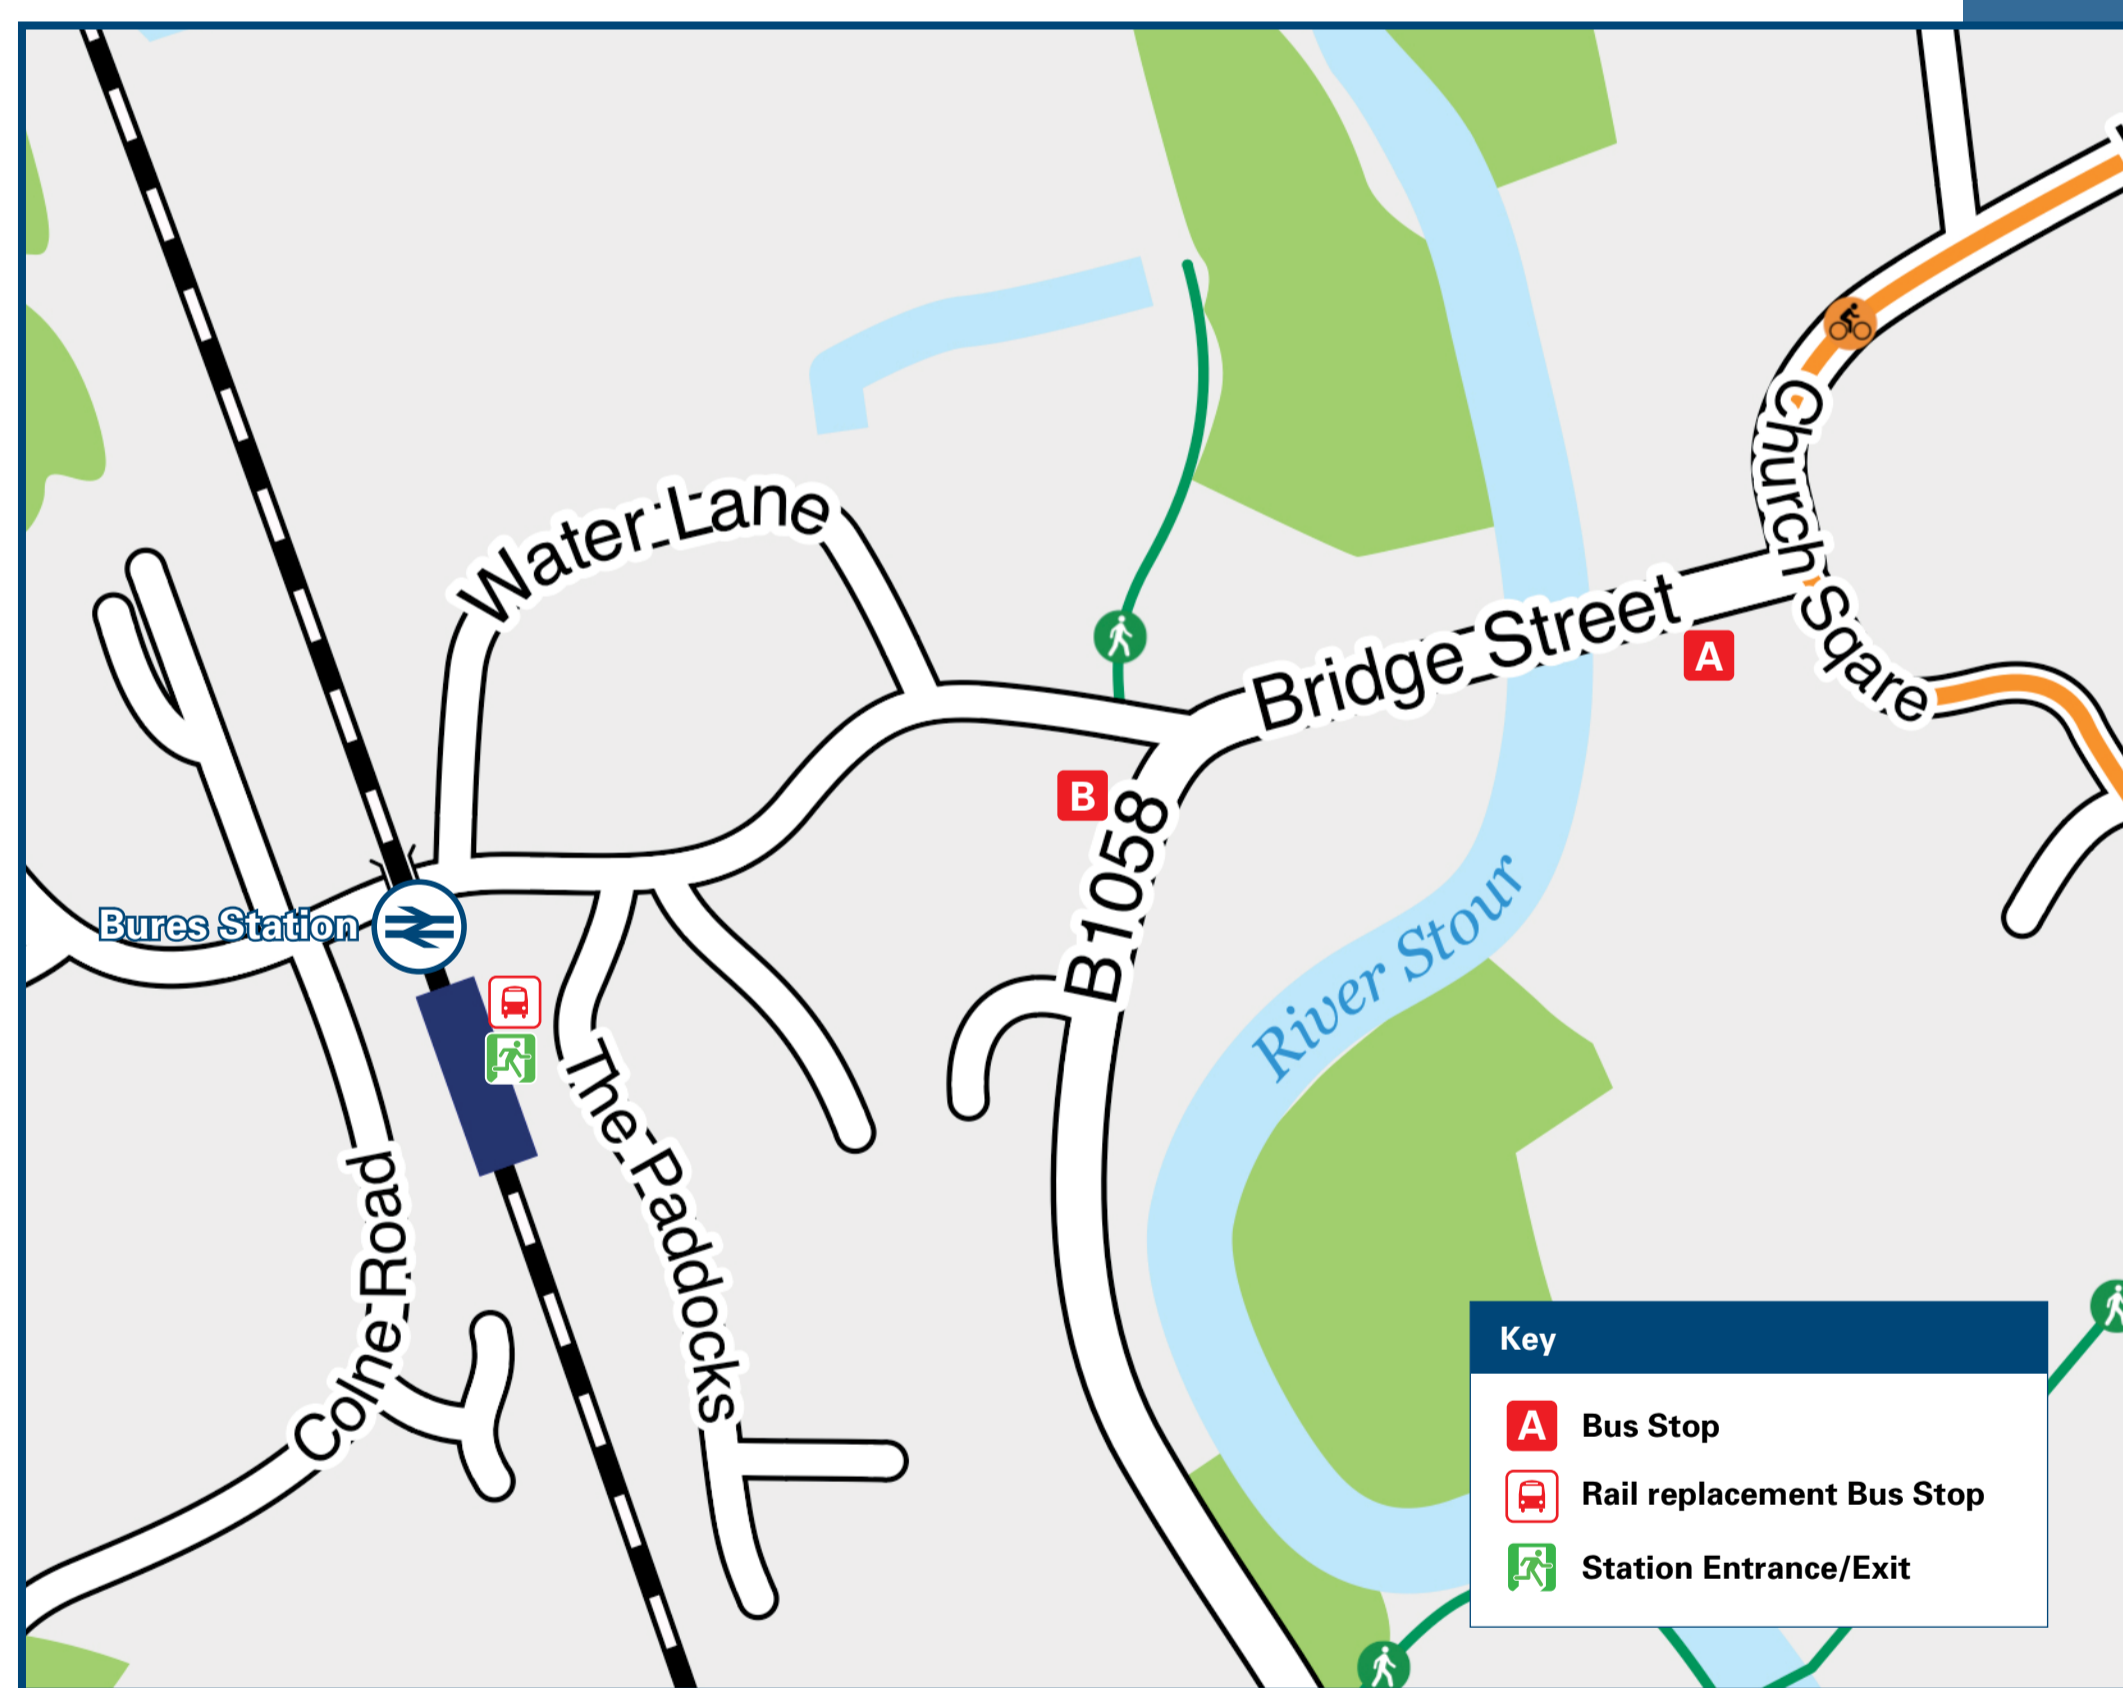 Water Lane
Church Sqare
Bridge Street
A
B
B1058
Bures Station
River Stour
The Paddocks
Colne Road
Key
A Bus Stop
Rail replacement Bus Stop
Station Entrance/Exit